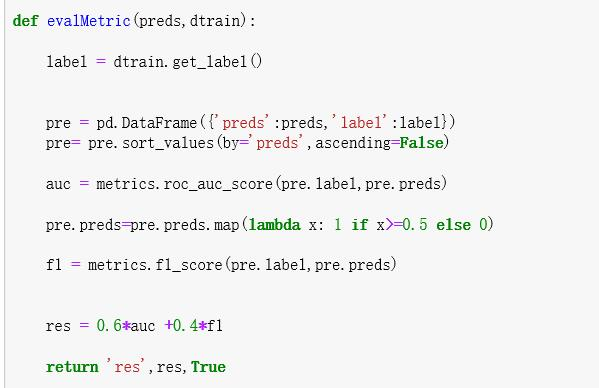 def evalMetric(preds,dtrain):
label = dtrain.get_label()
pre = pd.DataFrame({'preds':preds,'label':label})
pre= pre.sort_values(by='preds',ascending=False)
auc = metrics.roc_auc_score(pre.label,pre.preds)
pre.preds=pre.preds.map(lambda x: 1 if x>=0.5 else 0)
f1 = metrics.f1_score(pre.label,pre.preds)
res = 0.6*auc +0.4*f1
return 'res',res,True